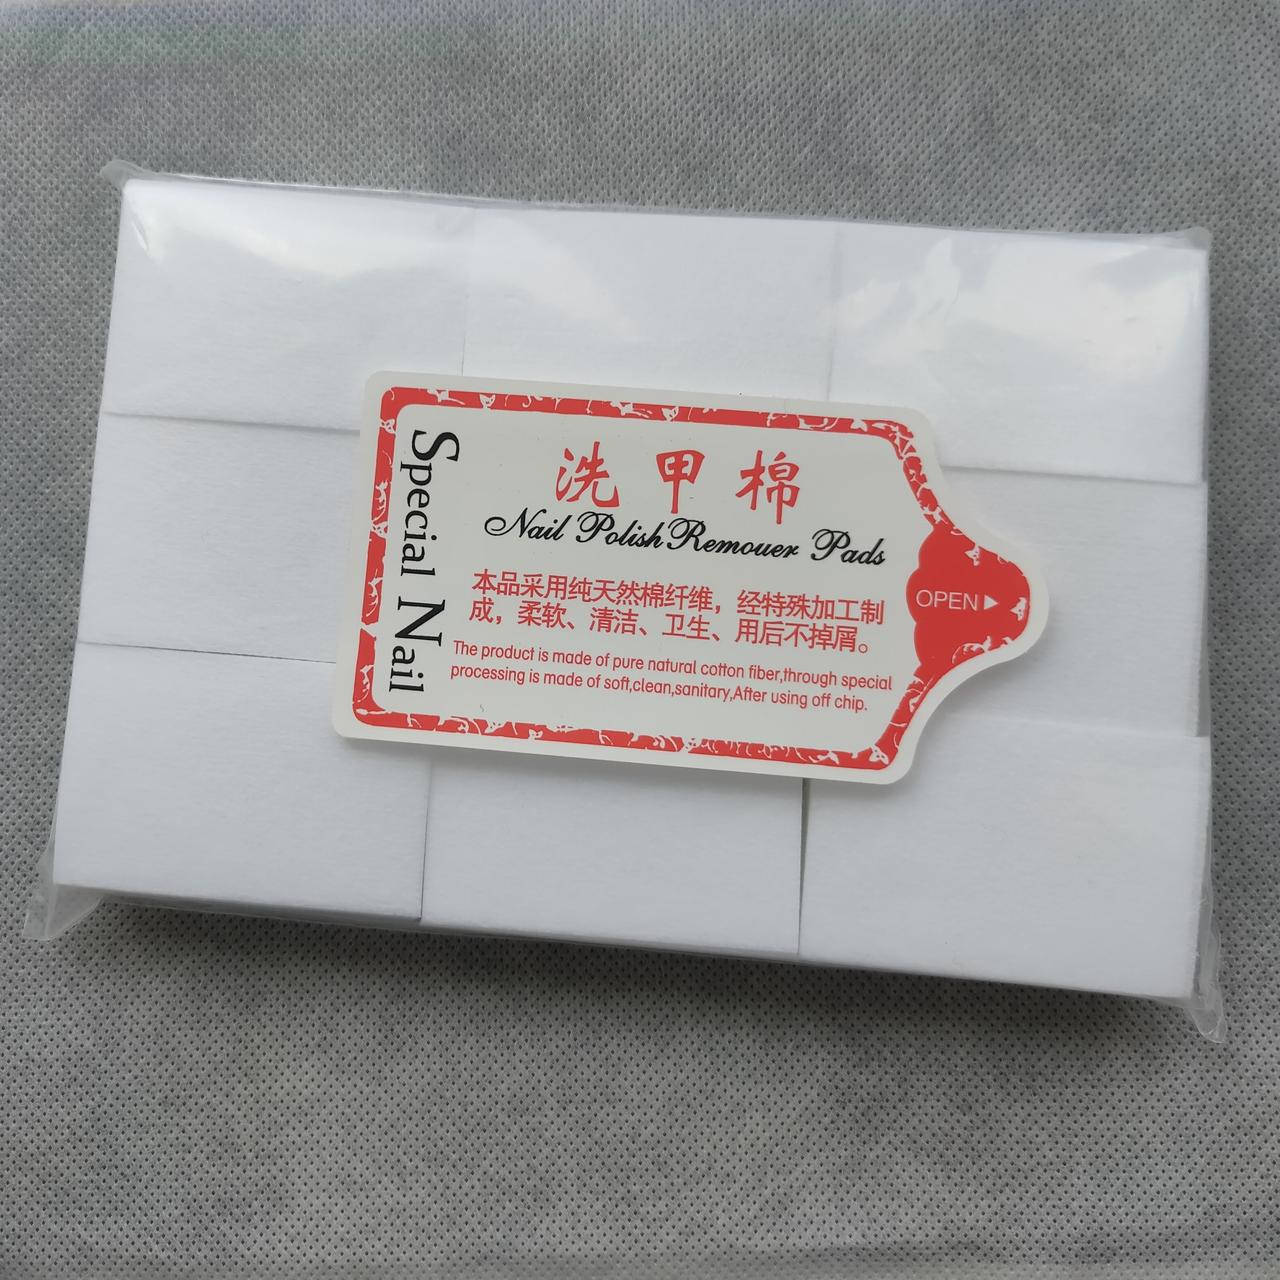 洗甲棉
Nail Polish Remouer Pads
本品采用纯天然棉纤维，经特殊加工制
成，柔软、清洁、卫生、用后不掉屑。
The product is made of pure natural cotton fiber,through special
processing is made of soft,clean,sanitary,After using off chip.
Special Nail
OPEN